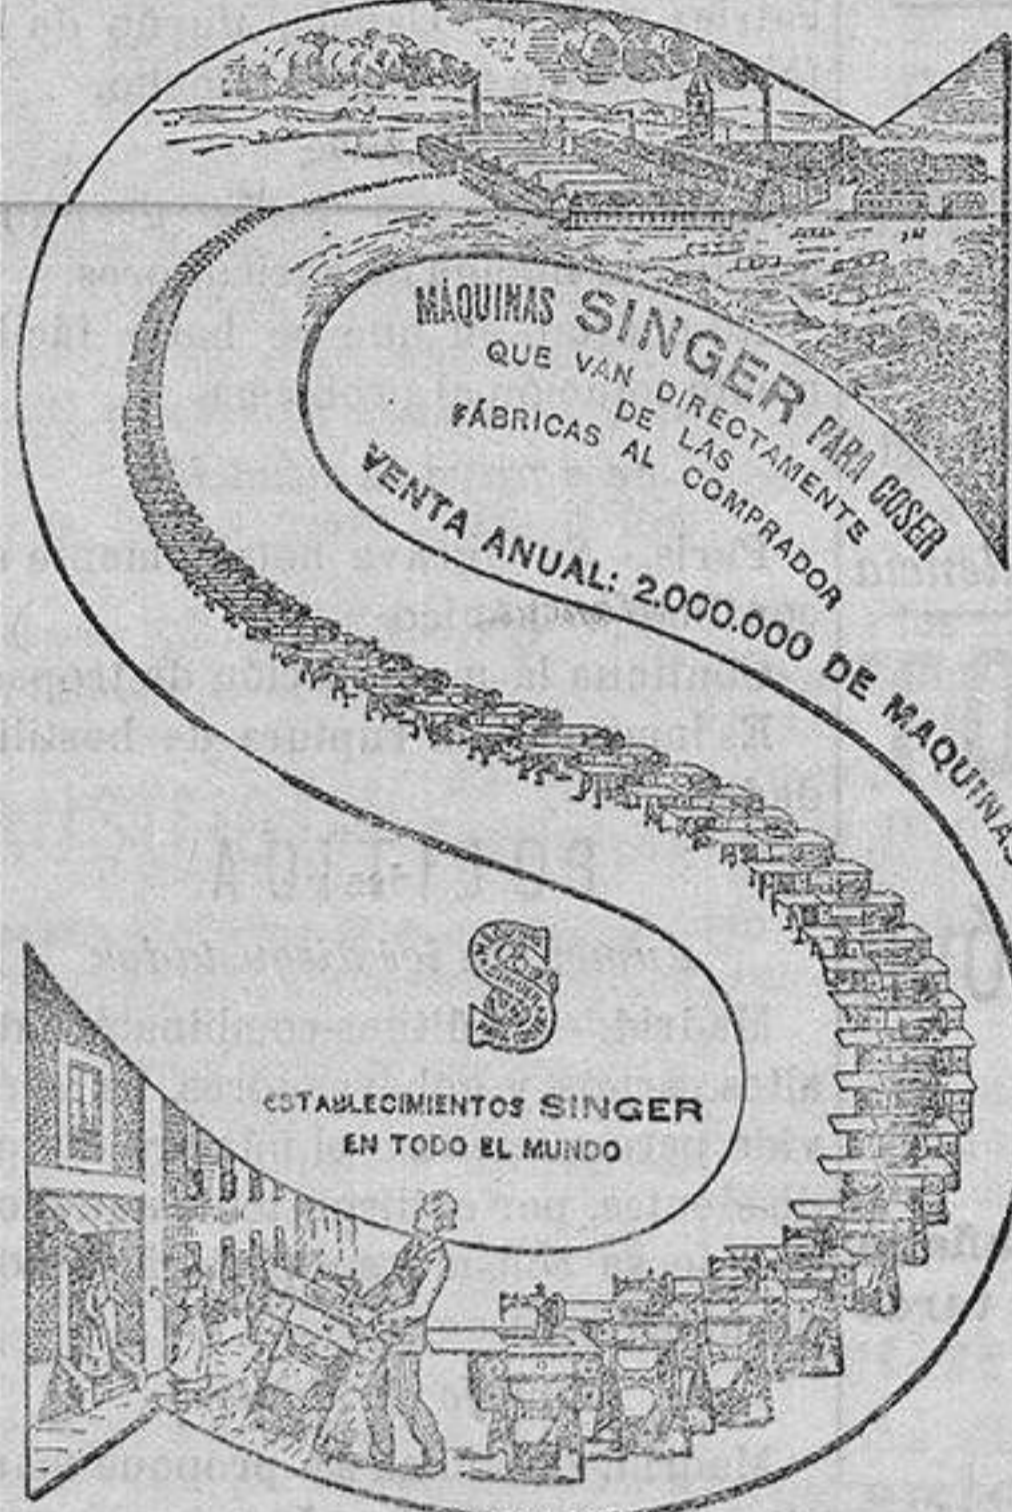 MÁQUINAS SINGER PARA COSER
QUE VAN DIRECTAMENTE
DE LAS
FÁBRICAS AL COMPRADOR
VENTA ANUAL: 2.000.000 DE MAQUINAS
S
ESTABLECIMIENTOS SINGER
EN TODO EL MUNDO